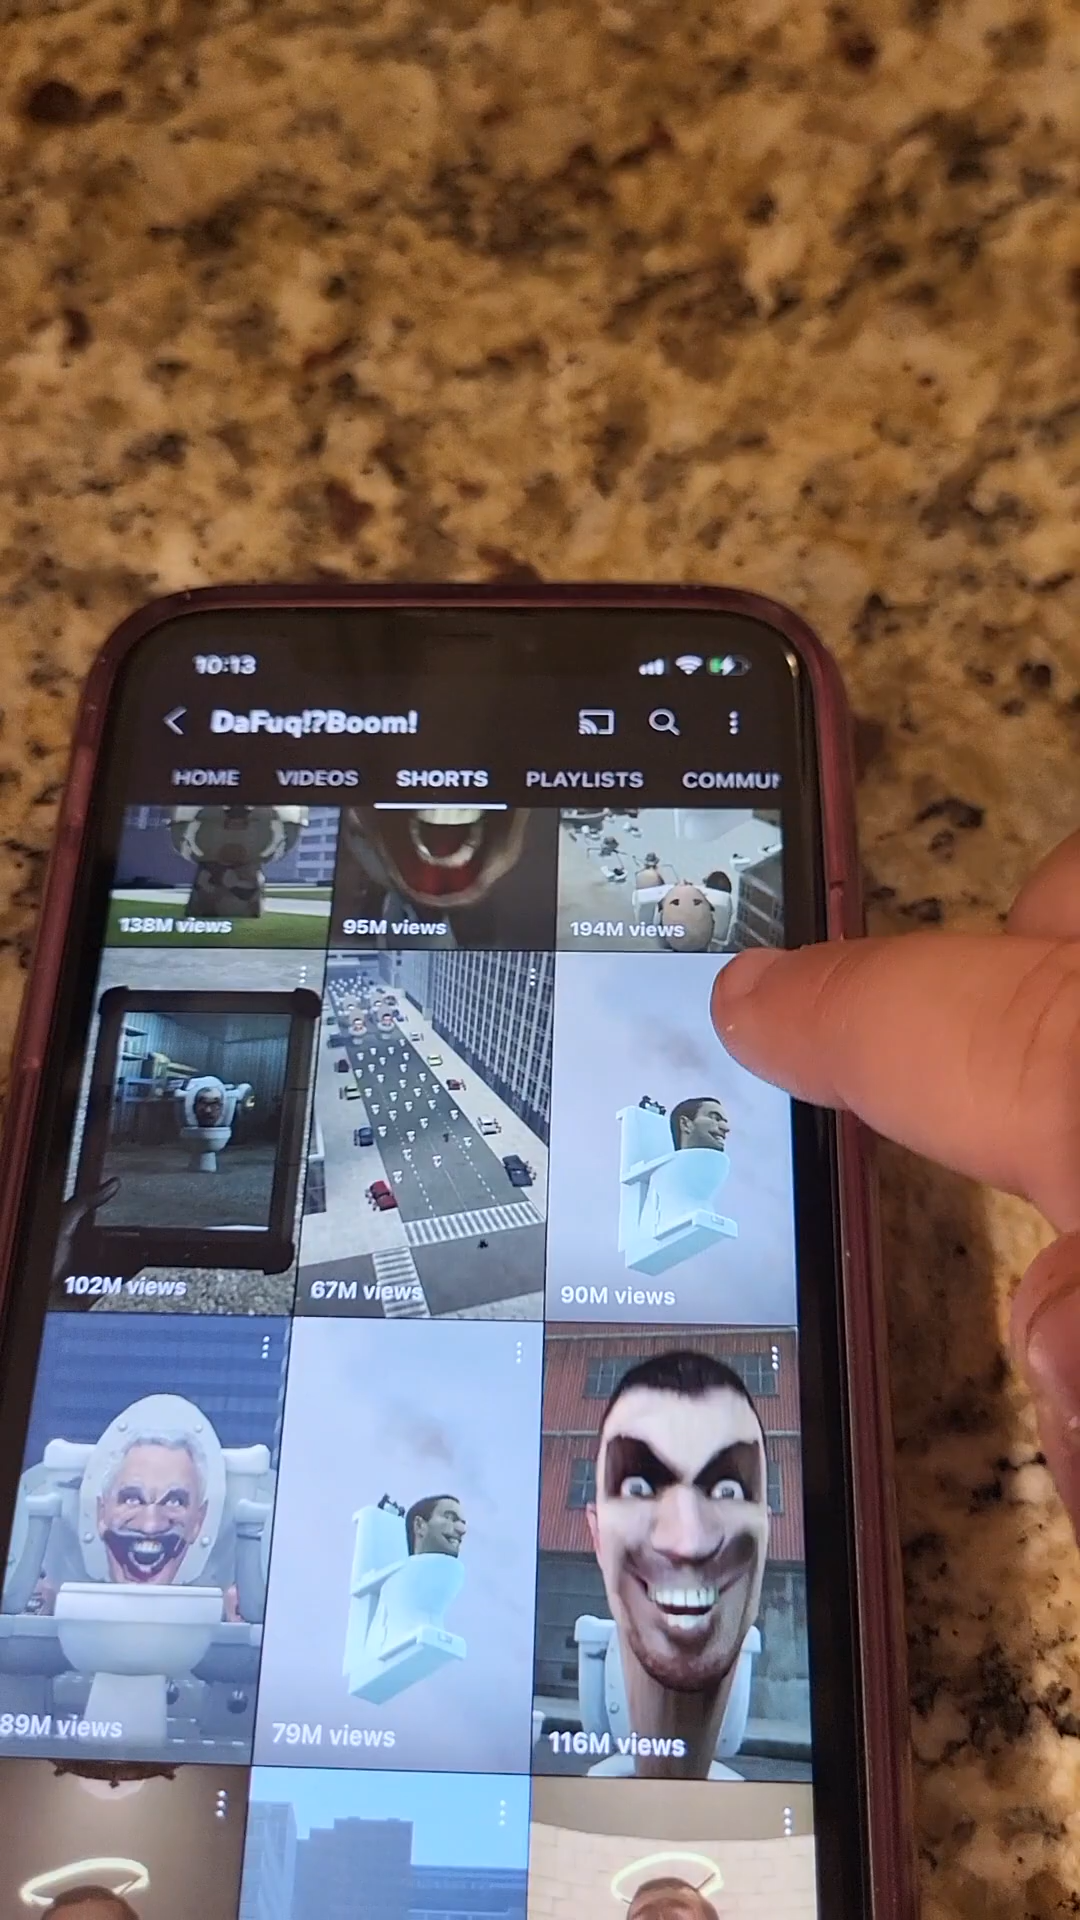 10:13
DaFuq!?Boom!
HOME VIDEOS SHORTS PLAYLISTS COMMUN
138M views 95M views 194M views
102M views 67M views 90M views
89M views 79M views 116M views